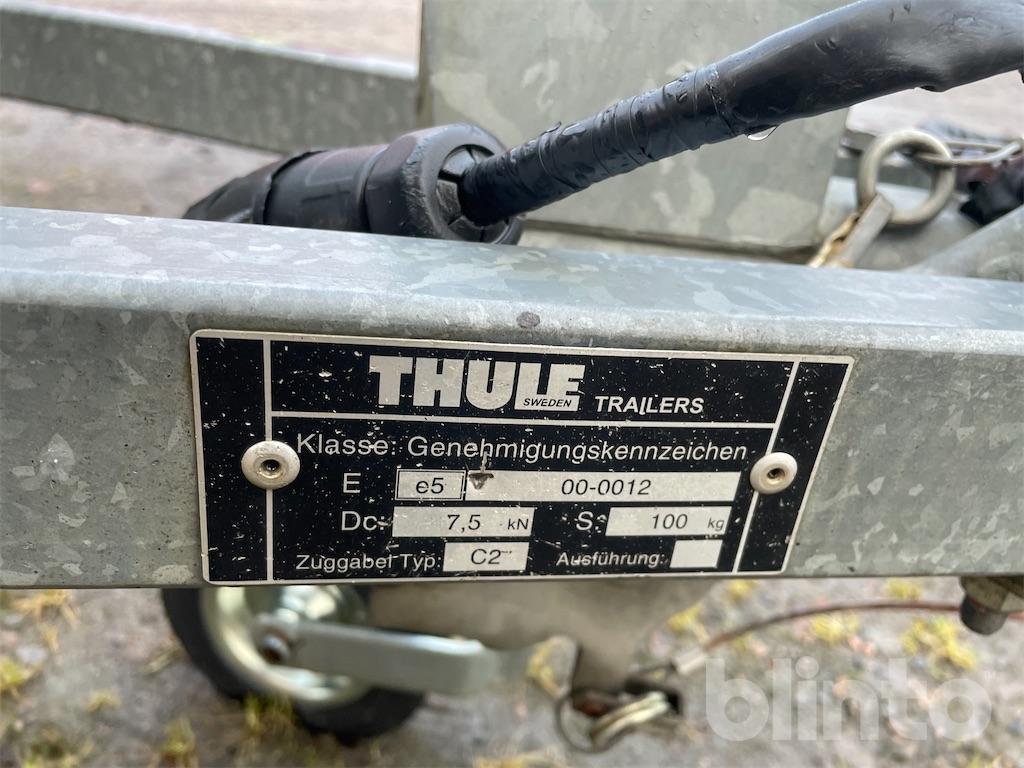 THULE
SWEDEN
TRAILERS
Klasse: Genehmigungskennzeichen
E e5 00-0012
Dc: 7,5 kN S: 100 kg
Zuggabel Typ: C2 Ausführung:
blinto